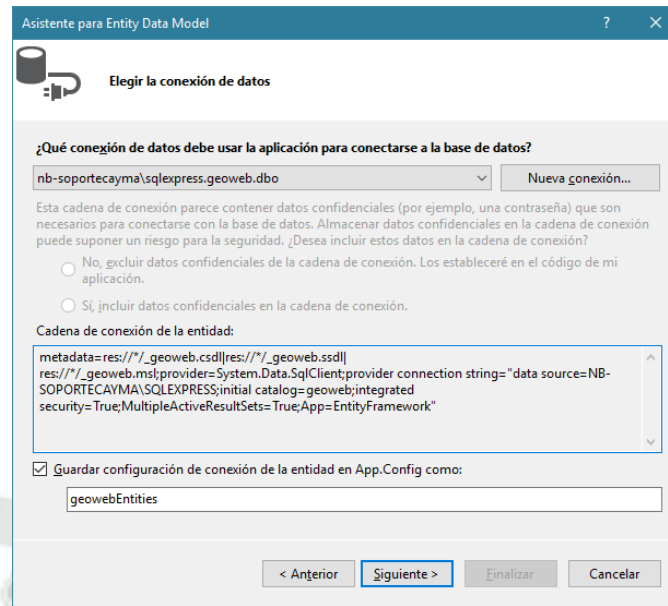 Asistente para Entity Data Model
Elegir la conexión de datos
¿Qué conexión de datos debe usar la aplicación para conectarse a la base de datos?
nb-soportecayma\sqlexpress.geoweb.dbo
Nueva conexión...
Esta cadena de conexión parece contener datos confidenciales (por ejemplo, una contraseña) que son
necesarios para conectarse con la base de datos. Almacenar datos confidenciales en la cadena de conexión
puede suponer un riesgo para la seguridad. ¿Desea incluir estos datos en la cadena de conexión?
No, excluir datos confidenciales de la cadena de conexión. Los estableceré en el código de mi
aplicación.
Sí, incluir datos confidenciales en la cadena de conexión.
Cadena de conexión de la entidad:
metadata=res://*/_geoweb.csdl|res://*/_geoweb.ssdl|
res://*/_geoweb.msl;provider=System.Data.SqlClient;provider connection string="data source=NB-
SOPORTECAYMA\SQLEXPRESS;initial catalog=geoweb;integrated
security=True;MultipleActiveResultSets=True;App=EntityFramework"
Guardar configuración de conexión de la entidad en App.Config como:
geowebEntities
< Anterior
Siguiente >
Finalizar
Cancelar